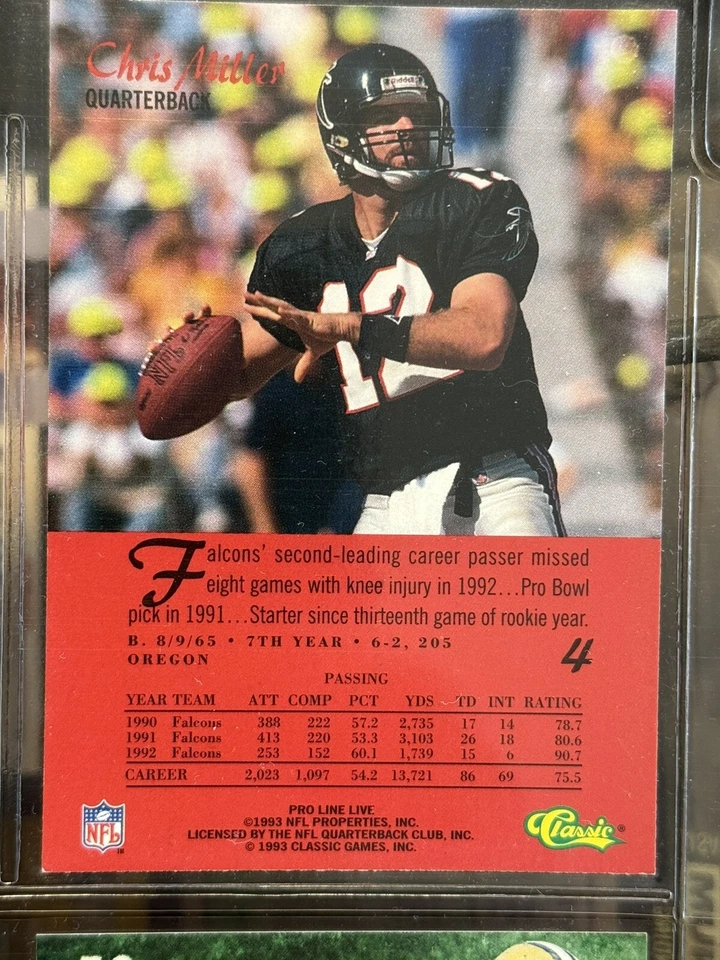 Chris Miller
QUARTERBACK
Riddell
12
12
Falcons' second-leading career passer missed
eight games with knee injury in 1992...Pro Bowl
pick in 1991...Starter since thirteenth game of rookie year.
B. 8/9/65 • 7TH YEAR • 6-2, 205
OREGON
4
PASSING
YEAR TEAM ATT COMP PCT YDS TD INT RATING
1990 Falcons 388 222 57.2 2,735 17 14 78.7
1991 Falcons 413 220 53.3 3,103 26 18 80.6
1992 Falcons 253 152 60.1 1,739 15 6 90.7
CAREER 2,023 1,097 54.2 13,721 86 69 75.5
PRO LINE LIVE
©1993 NFL PROPERTIES, INC.
LICENSED BY THE NFL QUARTERBACK CLUB, INC.
© 1993 CLASSIC GAMES, INC.
NFL
TM
Classic®